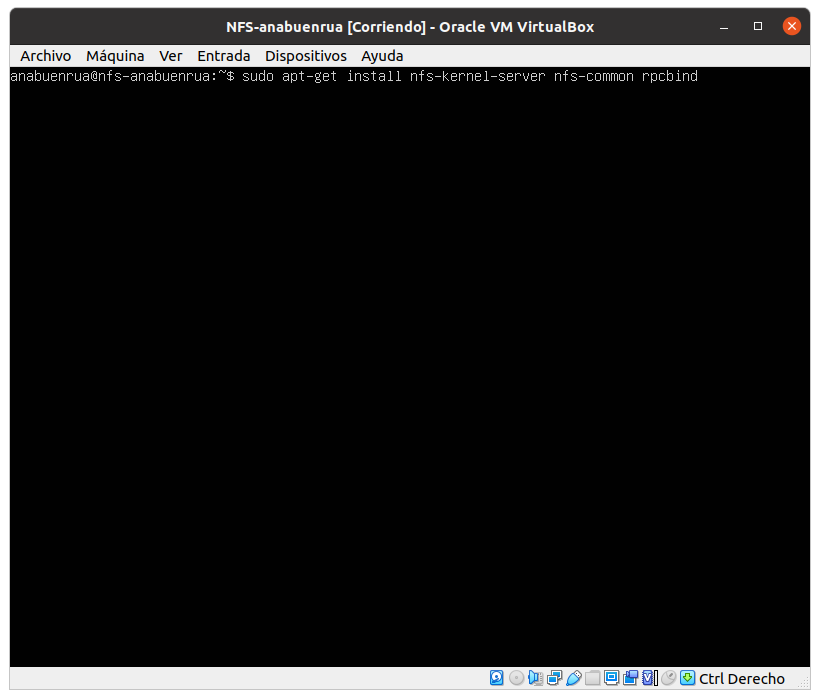 NFS-anabuenrua [Corriendo] - Oracle VM VirtualBox
Archivo Máquina Ver Entrada Dispositivos Ayuda
anabuenrua@nfs-anabuenrua:~$ sudo apt-get install nfs-kernel-server nfs-common rpcbind
Ctrl Derecho